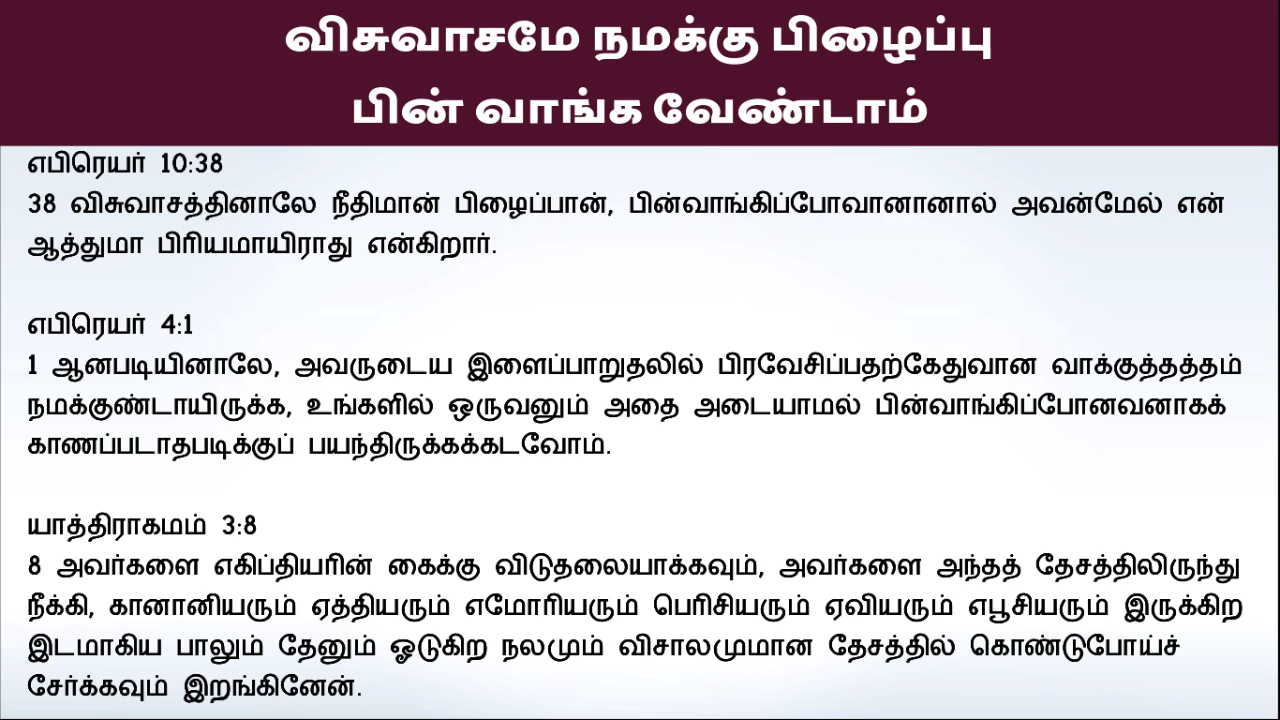 விசுவாசமே நமக்கு பிழைப்பு
பின் வாங்க வேண்டாம்
எபிரெயர் 10:38
38 விசுவாசத்தினாலே நீதிமான் பிழைப்பான், பின்வாங்கிப்போவானானால் அவன்மேல் என்
ஆத்துமா பிரியமாயிராது என்கிறார்.
எபிரெயர் 4:1
1 ஆனபடியினாலே, அவருடைய இளைப்பாறுதலில் பிரவேசிப்பதற்கேதுவான வாக்குத்தத்தம்
நமக்குண்டாயிருக்க, உங்களில் ஒருவனும் அதை அடையாமல் பின்வாங்கிப்போனவனாகக்
காணப்படாதபடிக்குப் பயந்திருக்கக்கடவோம்.
யாத்திராகமம் 3:8
8 அவர்களை எகிப்தியரின் கைக்கு விடுதலையாக்கவும், அவர்களை அந்தத் தேசத்திலிருந்து
நீக்கி, கானானியரும் ஏத்தியரும் எமோரியரும் பெரிசியரும் ஏவியரும் எபூசியரும் இருக்கிற
இடமாகிய பாலும் தேனும் ஓடுகிற நலமும் விசாலமுமான தேசத்தில் கொண்டுபோய்ச்
சேர்க்கவும் இறங்கினேன்.